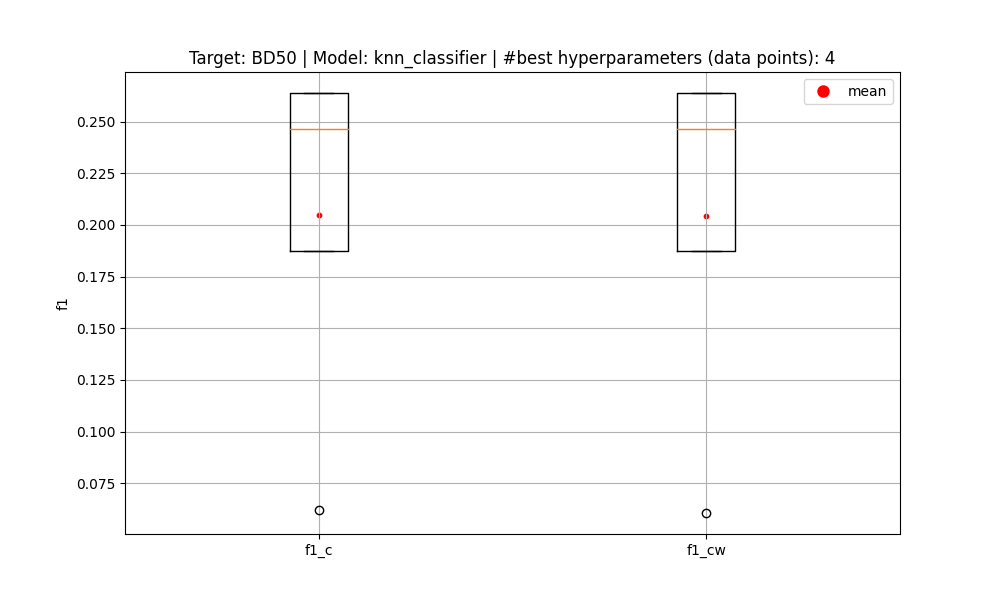 Target: BD50 | Model: knn_classifier | #best hyperparameters (data points): 4
mean
0.250
0.225
0.200
0.175
0.150
0.125
0.100
0.075
f1
f1_c
f1_cw